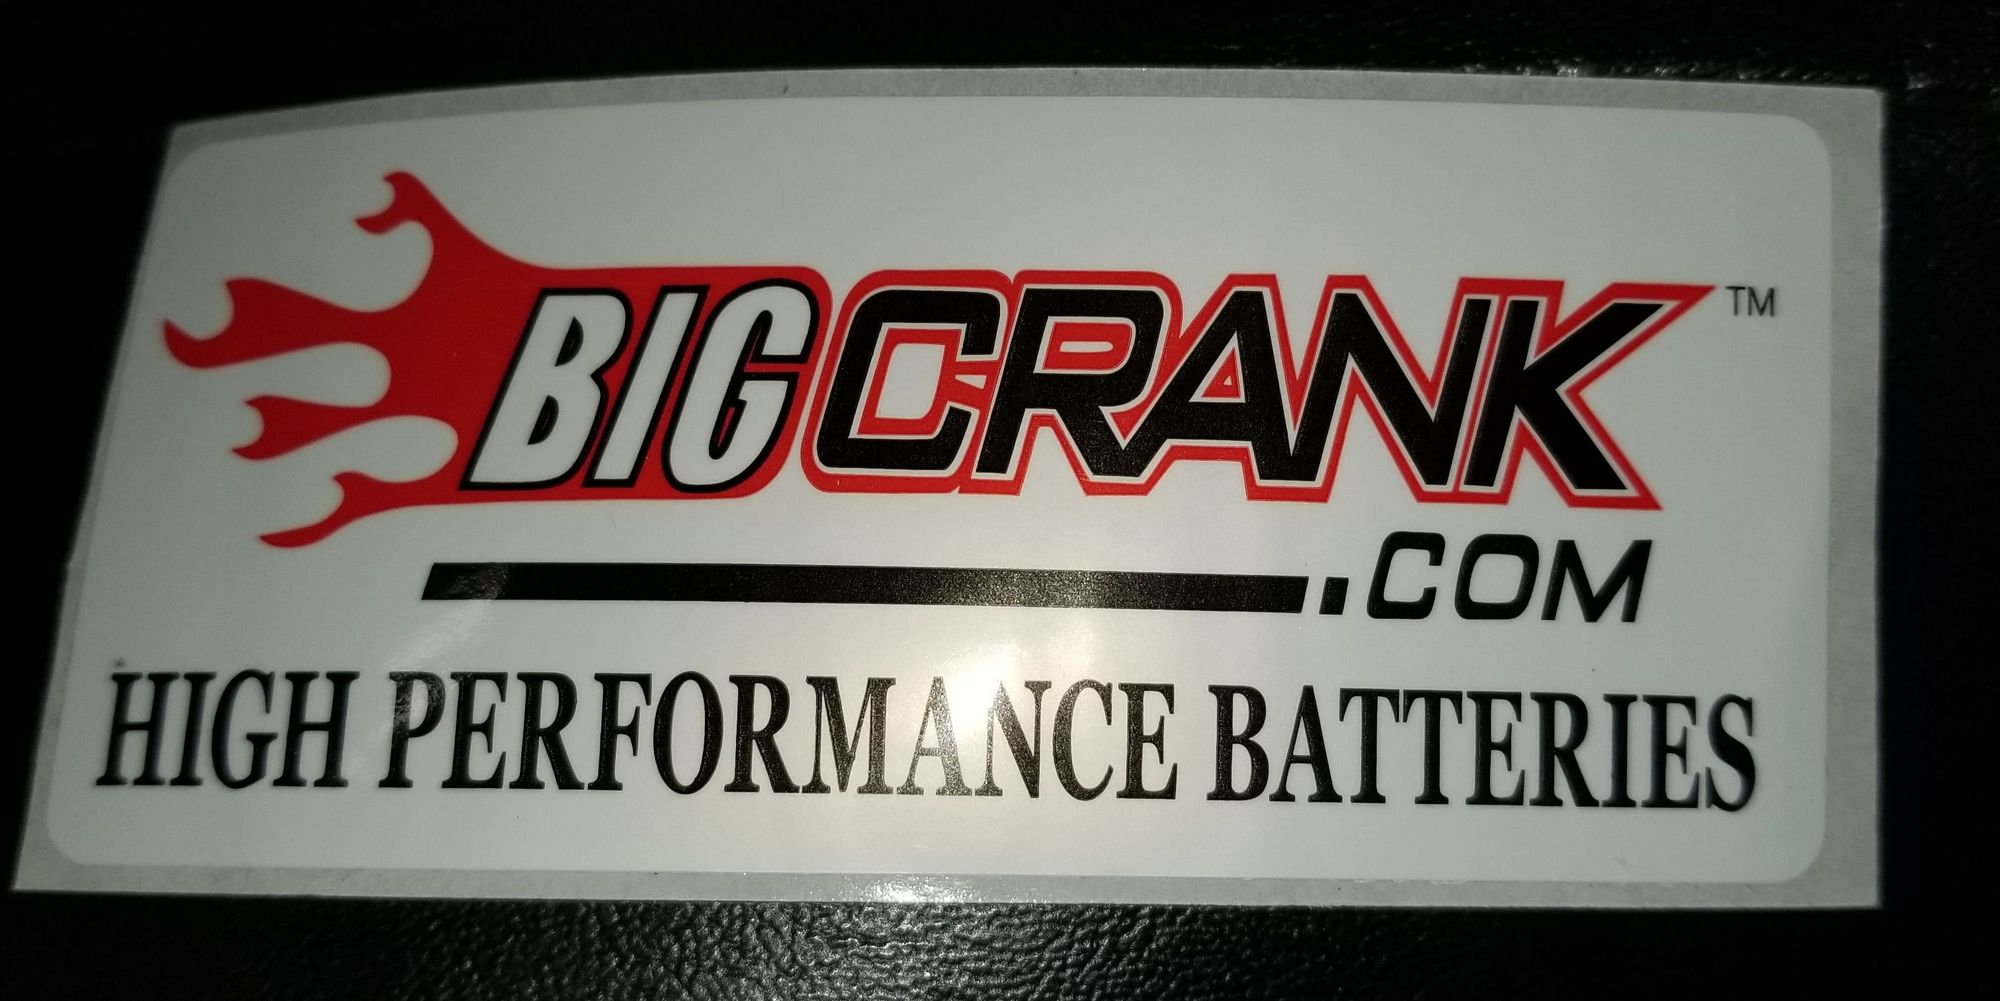 BIGCRANK™
.COM
HIGH PERFORMANCE BATTERIES